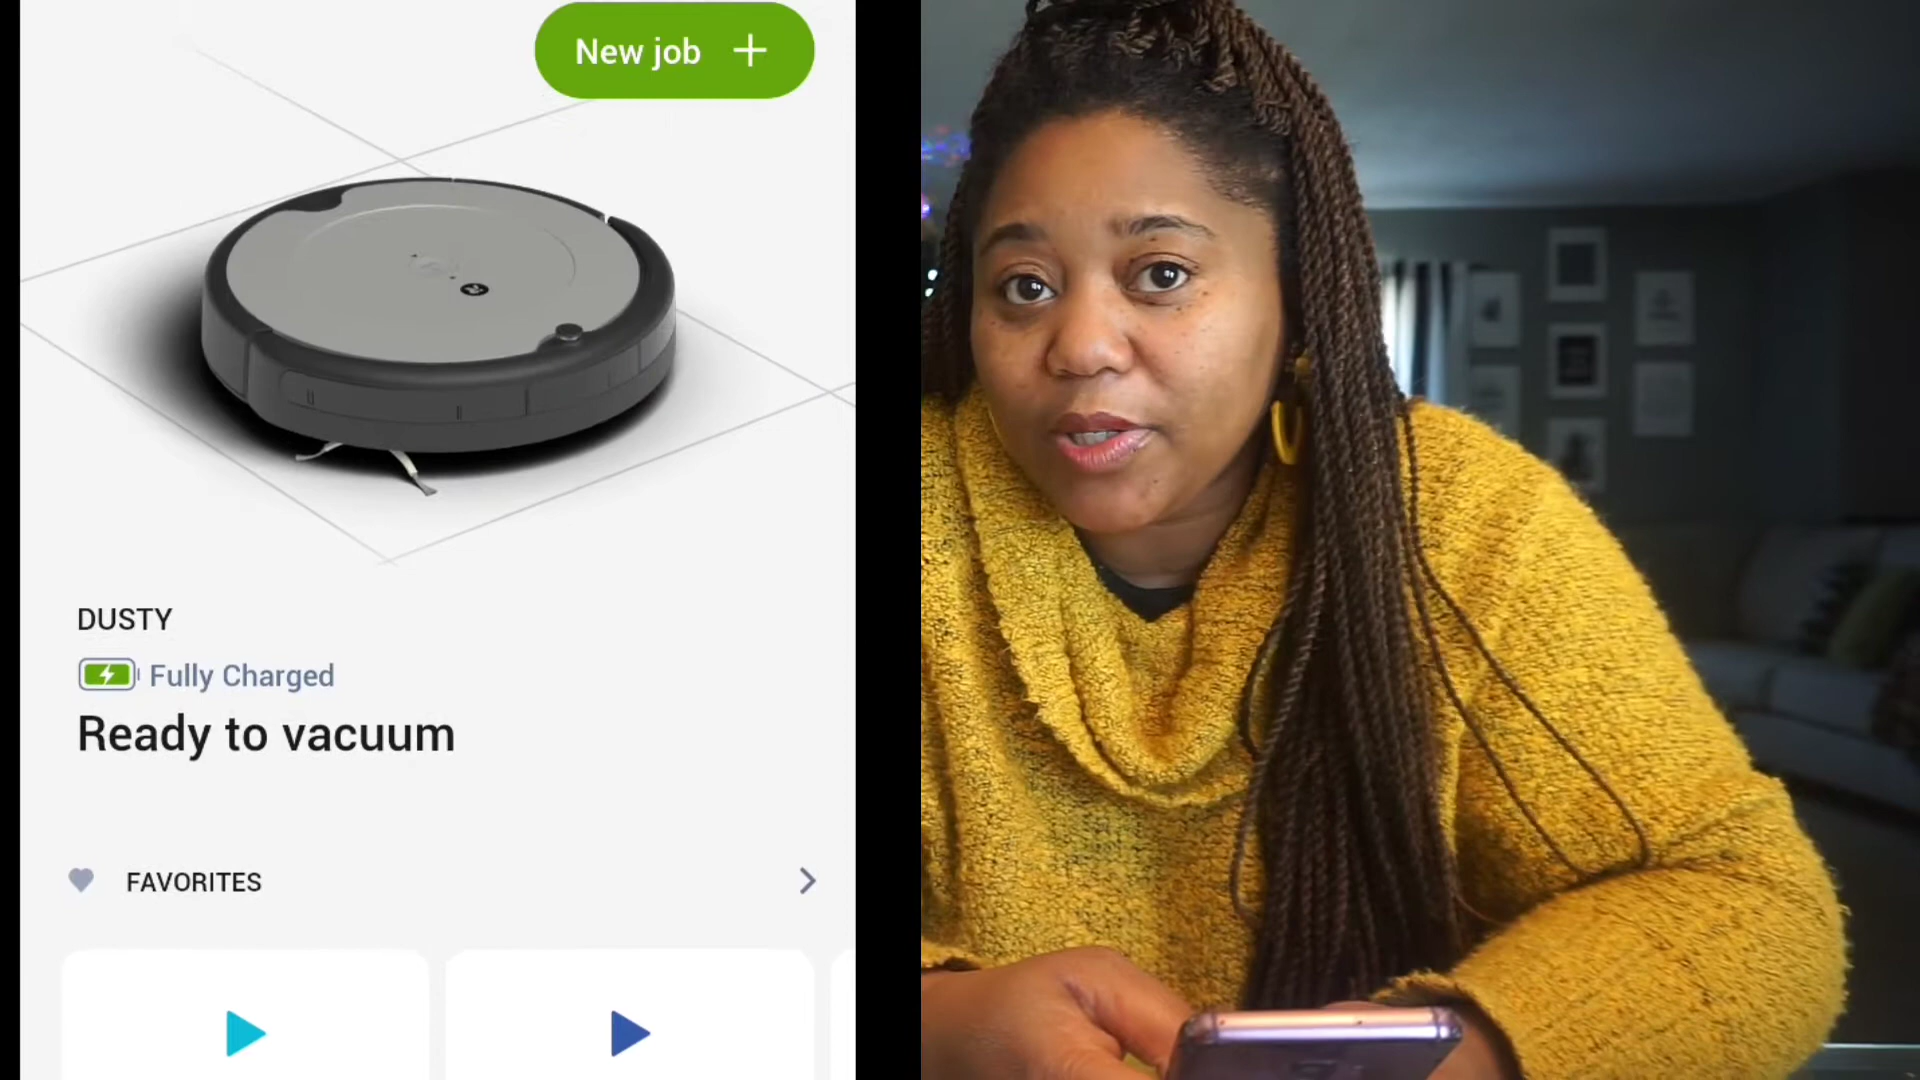 New job +
DUSTY
Fully Charged
Ready to vacuum
FAVORITES